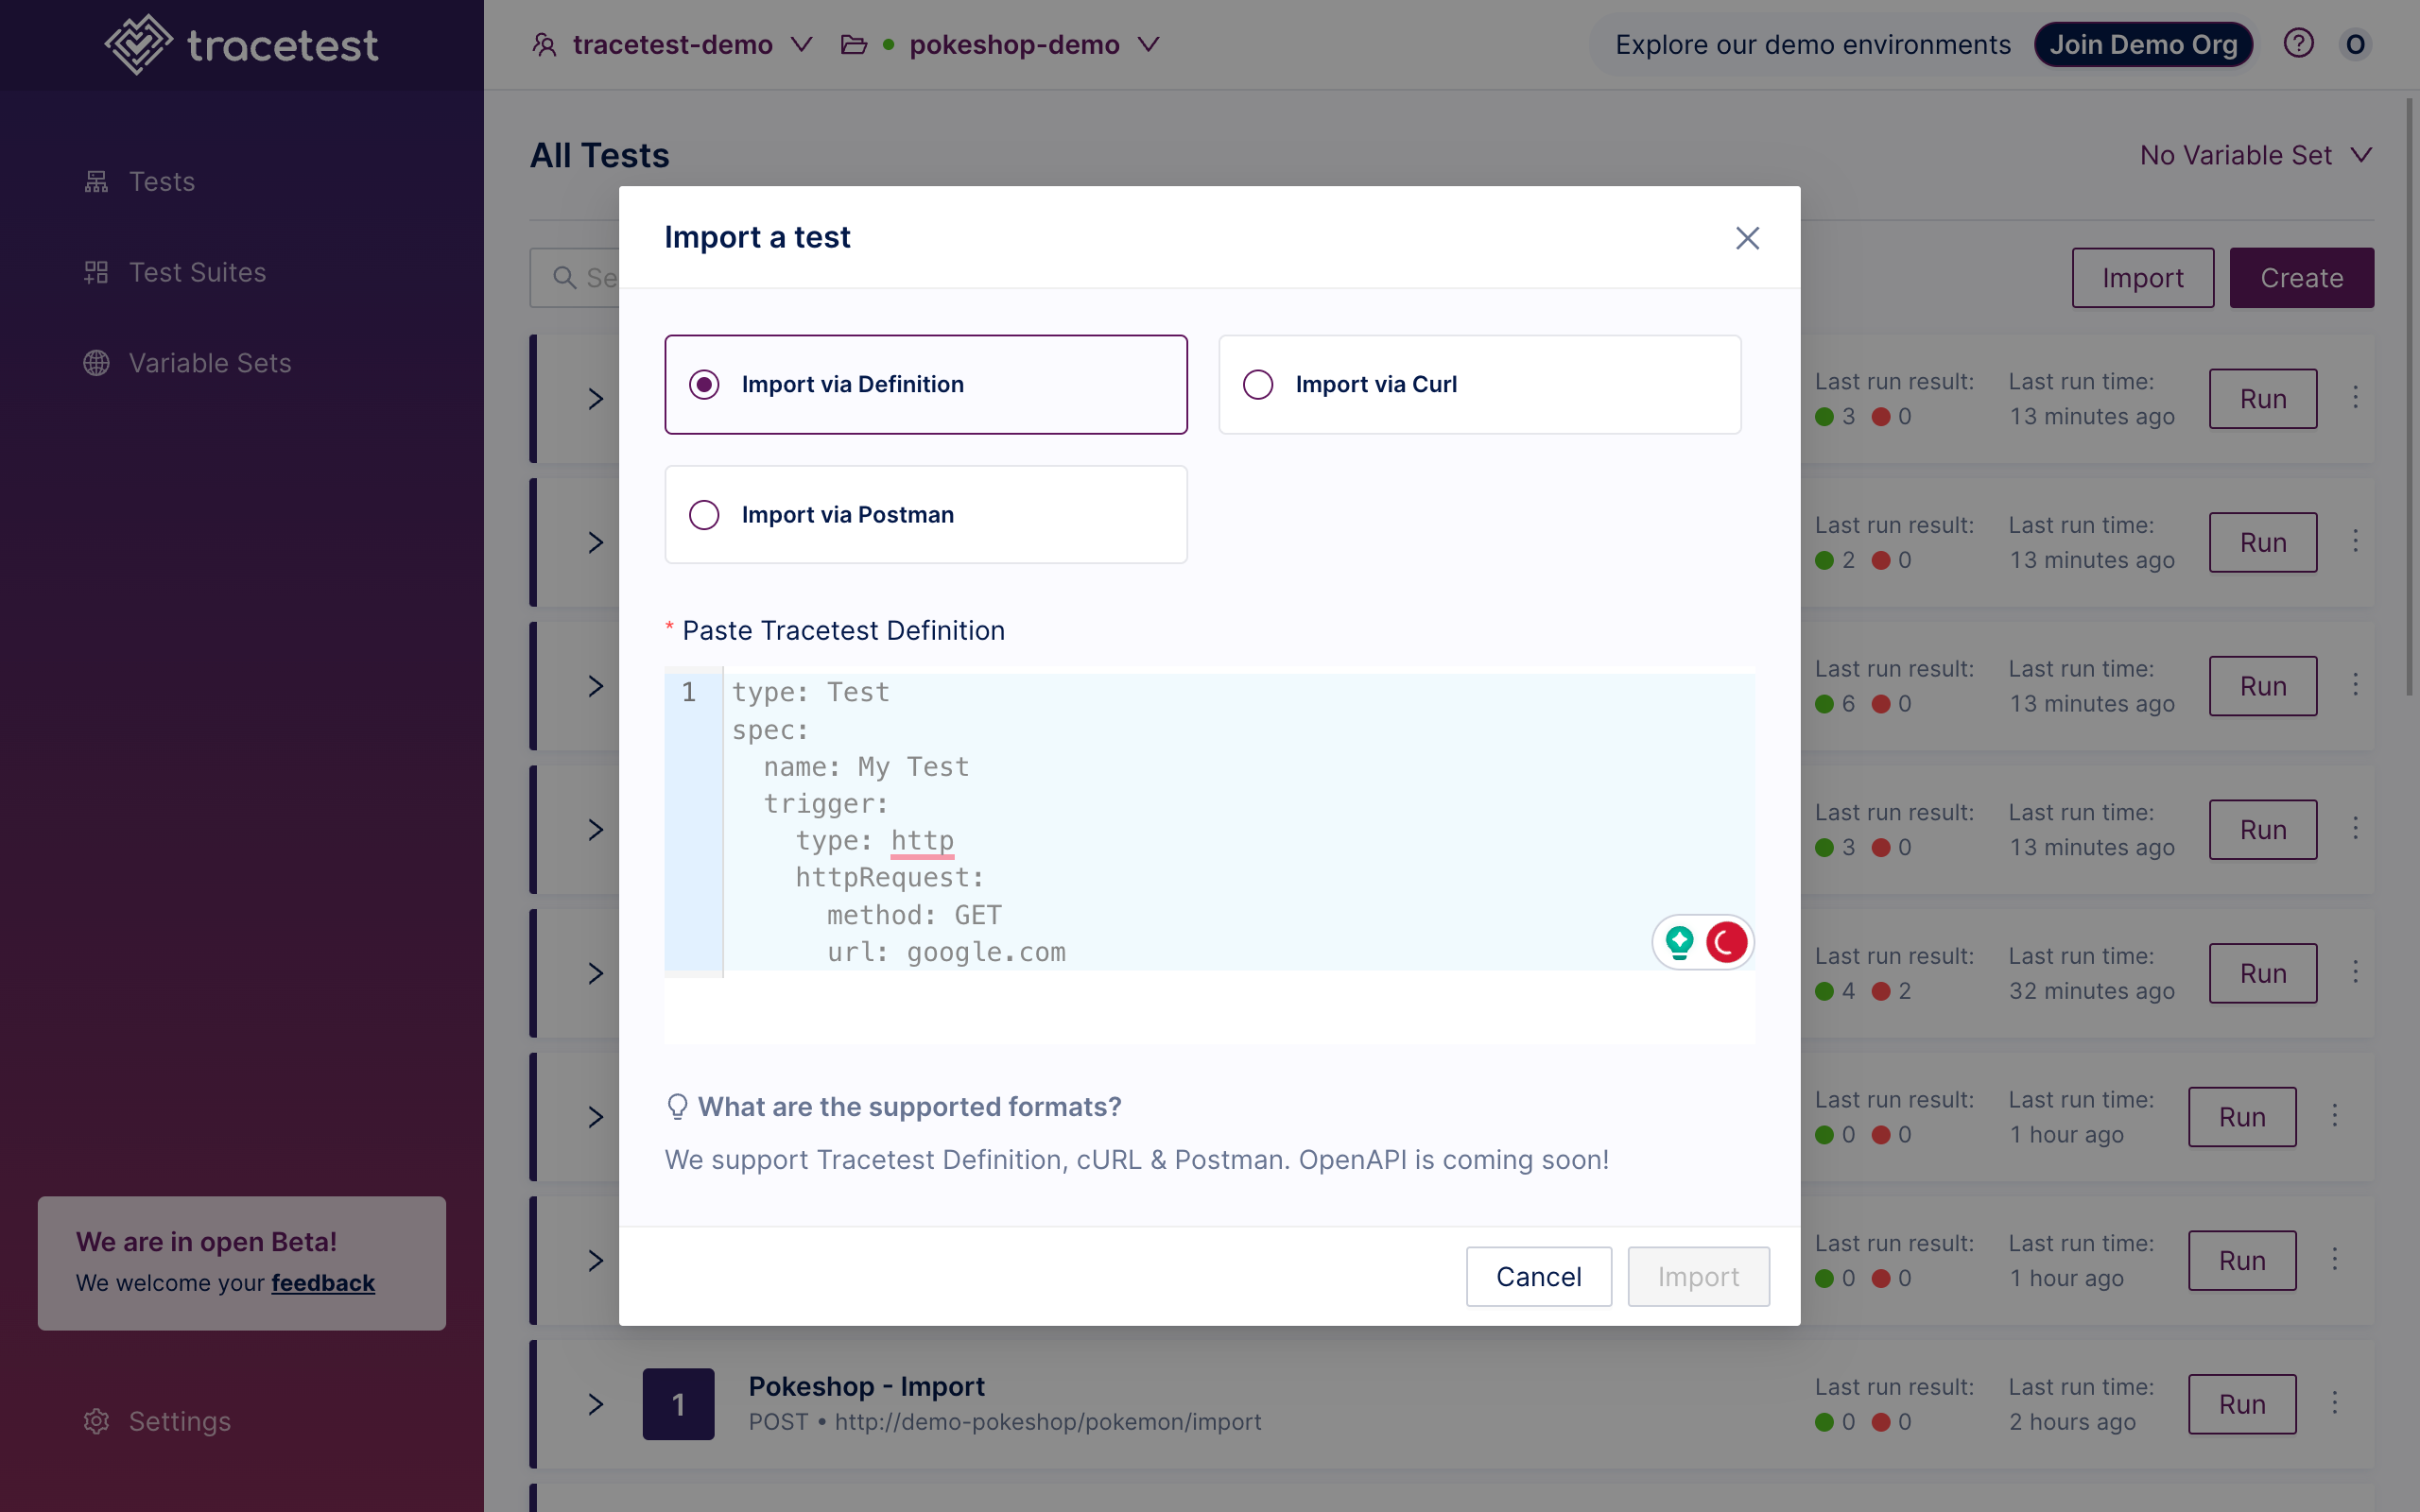 tracetest
tracetest-demo
pokeshop-demo
Explore our demo environments
Join Demo Org
O
Tests
Test Suites
Variable Sets
We are in open Beta!
We welcome your feedback
Settings
All Tests
No Variable Set
Se
Import
Create
Import a test
Import via Definition
Import via Curl
Import via Postman
* Paste Tracetest Definition
1
type: Test
spec:
name: My Test
trigger:
type: http
httpRequest:
method: GET
url: google.com
What are the supported formats?
We support Tracetest Definition, cURL & Postman. OpenAPI is coming soon!
Cancel
Import
Last run result:
3 0
Last run time:
13 minutes ago
Run
Last run result:
2 0
Last run time:
13 minutes ago
Run
Last run result:
6 0
Last run time:
13 minutes ago
Run
Last run result:
3 0
Last run time:
13 minutes ago
Run
Last run result:
4 2
Last run time:
32 minutes ago
Run
Last run result:
0 0
Last run time:
1 hour ago
Run
Last run result:
0 0
Last run time:
1 hour ago
Run
1
Pokeshop - Import
POST • http://demo-pokeshop/pokemon/import
Last run result:
0 0
Last run time:
2 hours ago
Run